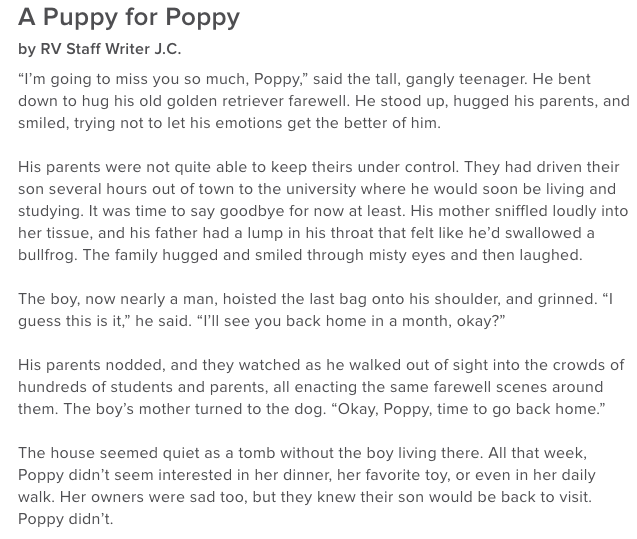 A Puppy for Poppy
by RV Staff Writer J.C.
“I’m going to miss you so much, Poppy,” said the tall, gangly teenager. He bent
down to hug his old golden retriever farewell. He stood up, hugged his parents, and
smiled, trying not to let his emotions get the better of him.
His parents were not quite able to keep theirs under control. They had driven their
son several hours out of town to the university where he would soon be living and
studying. It was time to say goodbye for now at least. His mother sniffled loudly into
her tissue, and his father had a lump in his throat that felt like he’d swallowed a
bullfrog. The family hugged and smiled through misty eyes and then laughed.
The boy, now nearly a man, hoisted the last bag onto his shoulder, and grinned. “I
guess this is it,” he said. “I’ll see you back home in a month, okay?”
His parents nodded, and they watched as he walked out of sight into the crowds of
hundreds of students and parents, all enacting the same farewell scenes around
them. The boy’s mother turned to the dog. “Okay, Poppy, time to go back home.”
The house seemed quiet as a tomb without the boy living there. All that week,
Poppy didn’t seem interested in her dinner, her favorite toy, or even in her daily
walk. Her owners were sad too, but they knew their son would be back to visit.
Poppy didn’t.